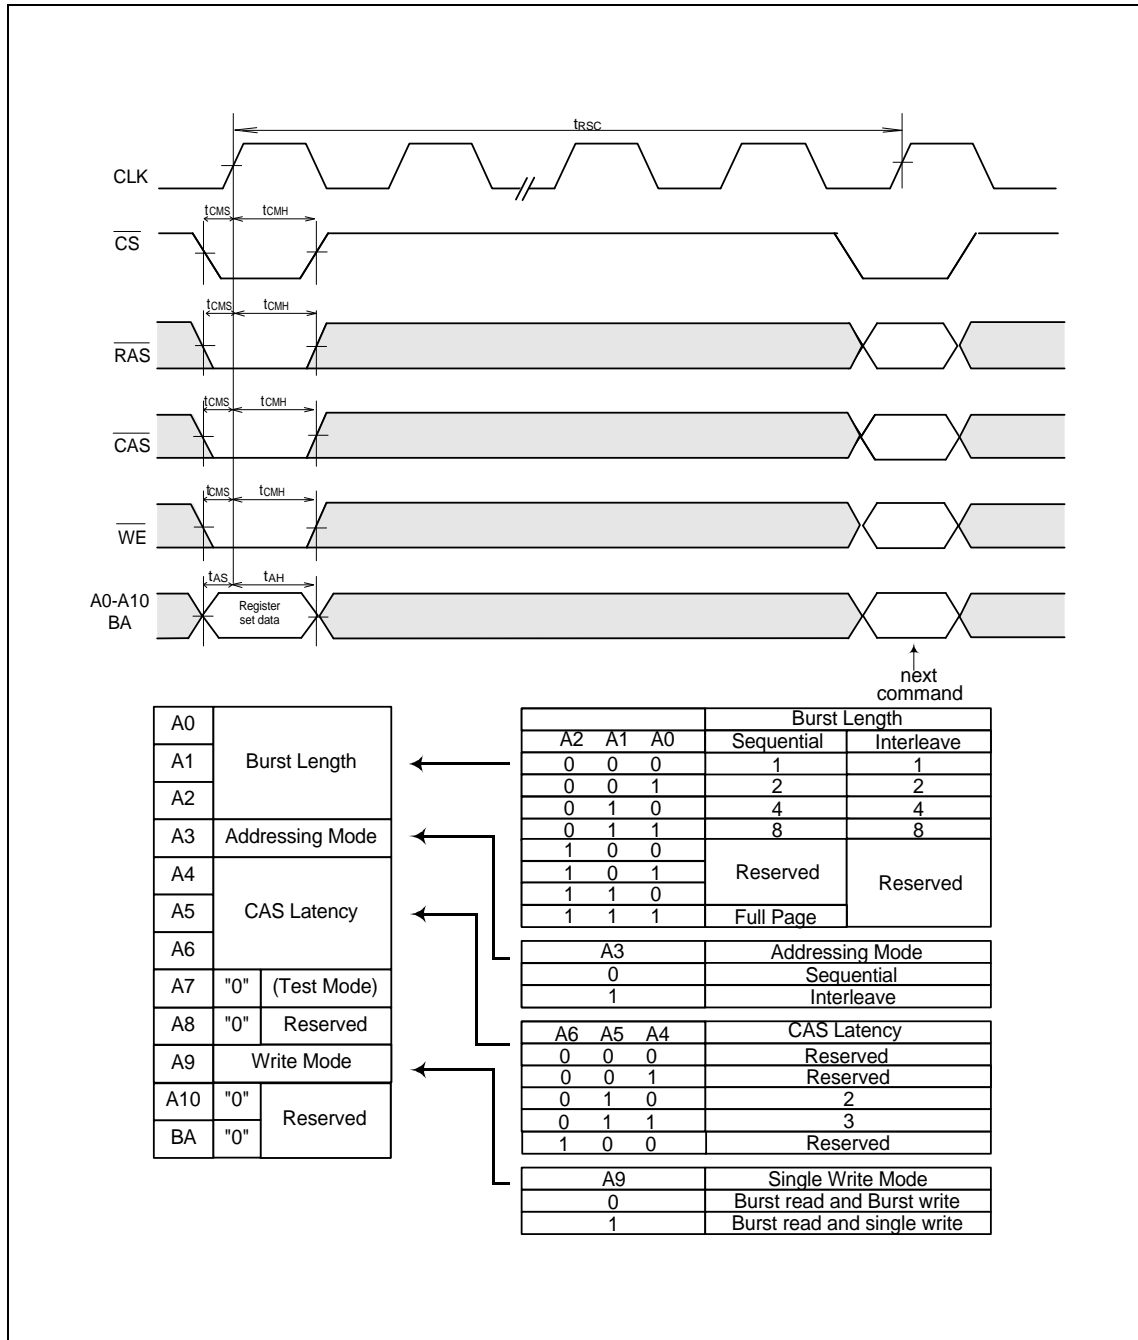 tRSC
CLK
tCMS tCMH
CS
tCMS tCMH
RAS
tCMS tCMH
CAS
tCMS tCMH
WE
tAS tAH
A0-A10
BA
Register
set data
next
command
A0
A1 Burst Length
A2
A3 Addressing Mode
A4
A5 CAS Latency
A6
A7 "0" (Test Mode)
A8 "0" Reserved
A9 Write Mode
A10 "0"
Reserved
BA "0"
Burst Length
A2 A1 A0 Sequential Interleave
0 0 0 1 1
0 0 1 2 2
0 1 0 4 4
0 1 1 8 8
1 0 0
1 0 1 Reserved
Reserved
1 1 0
1 1 1 Full Page
A3 Addressing Mode
0 Sequential
1 Interleave
A6 A5 A4 CAS Latency
0 0 0 Reserved
0 0 1 Reserved
0 1 0 2
0 1 1 3
1 0 0 Reserved
A9 Single Write Mode
0 Burst read and Burst write
1 Burst read and single write